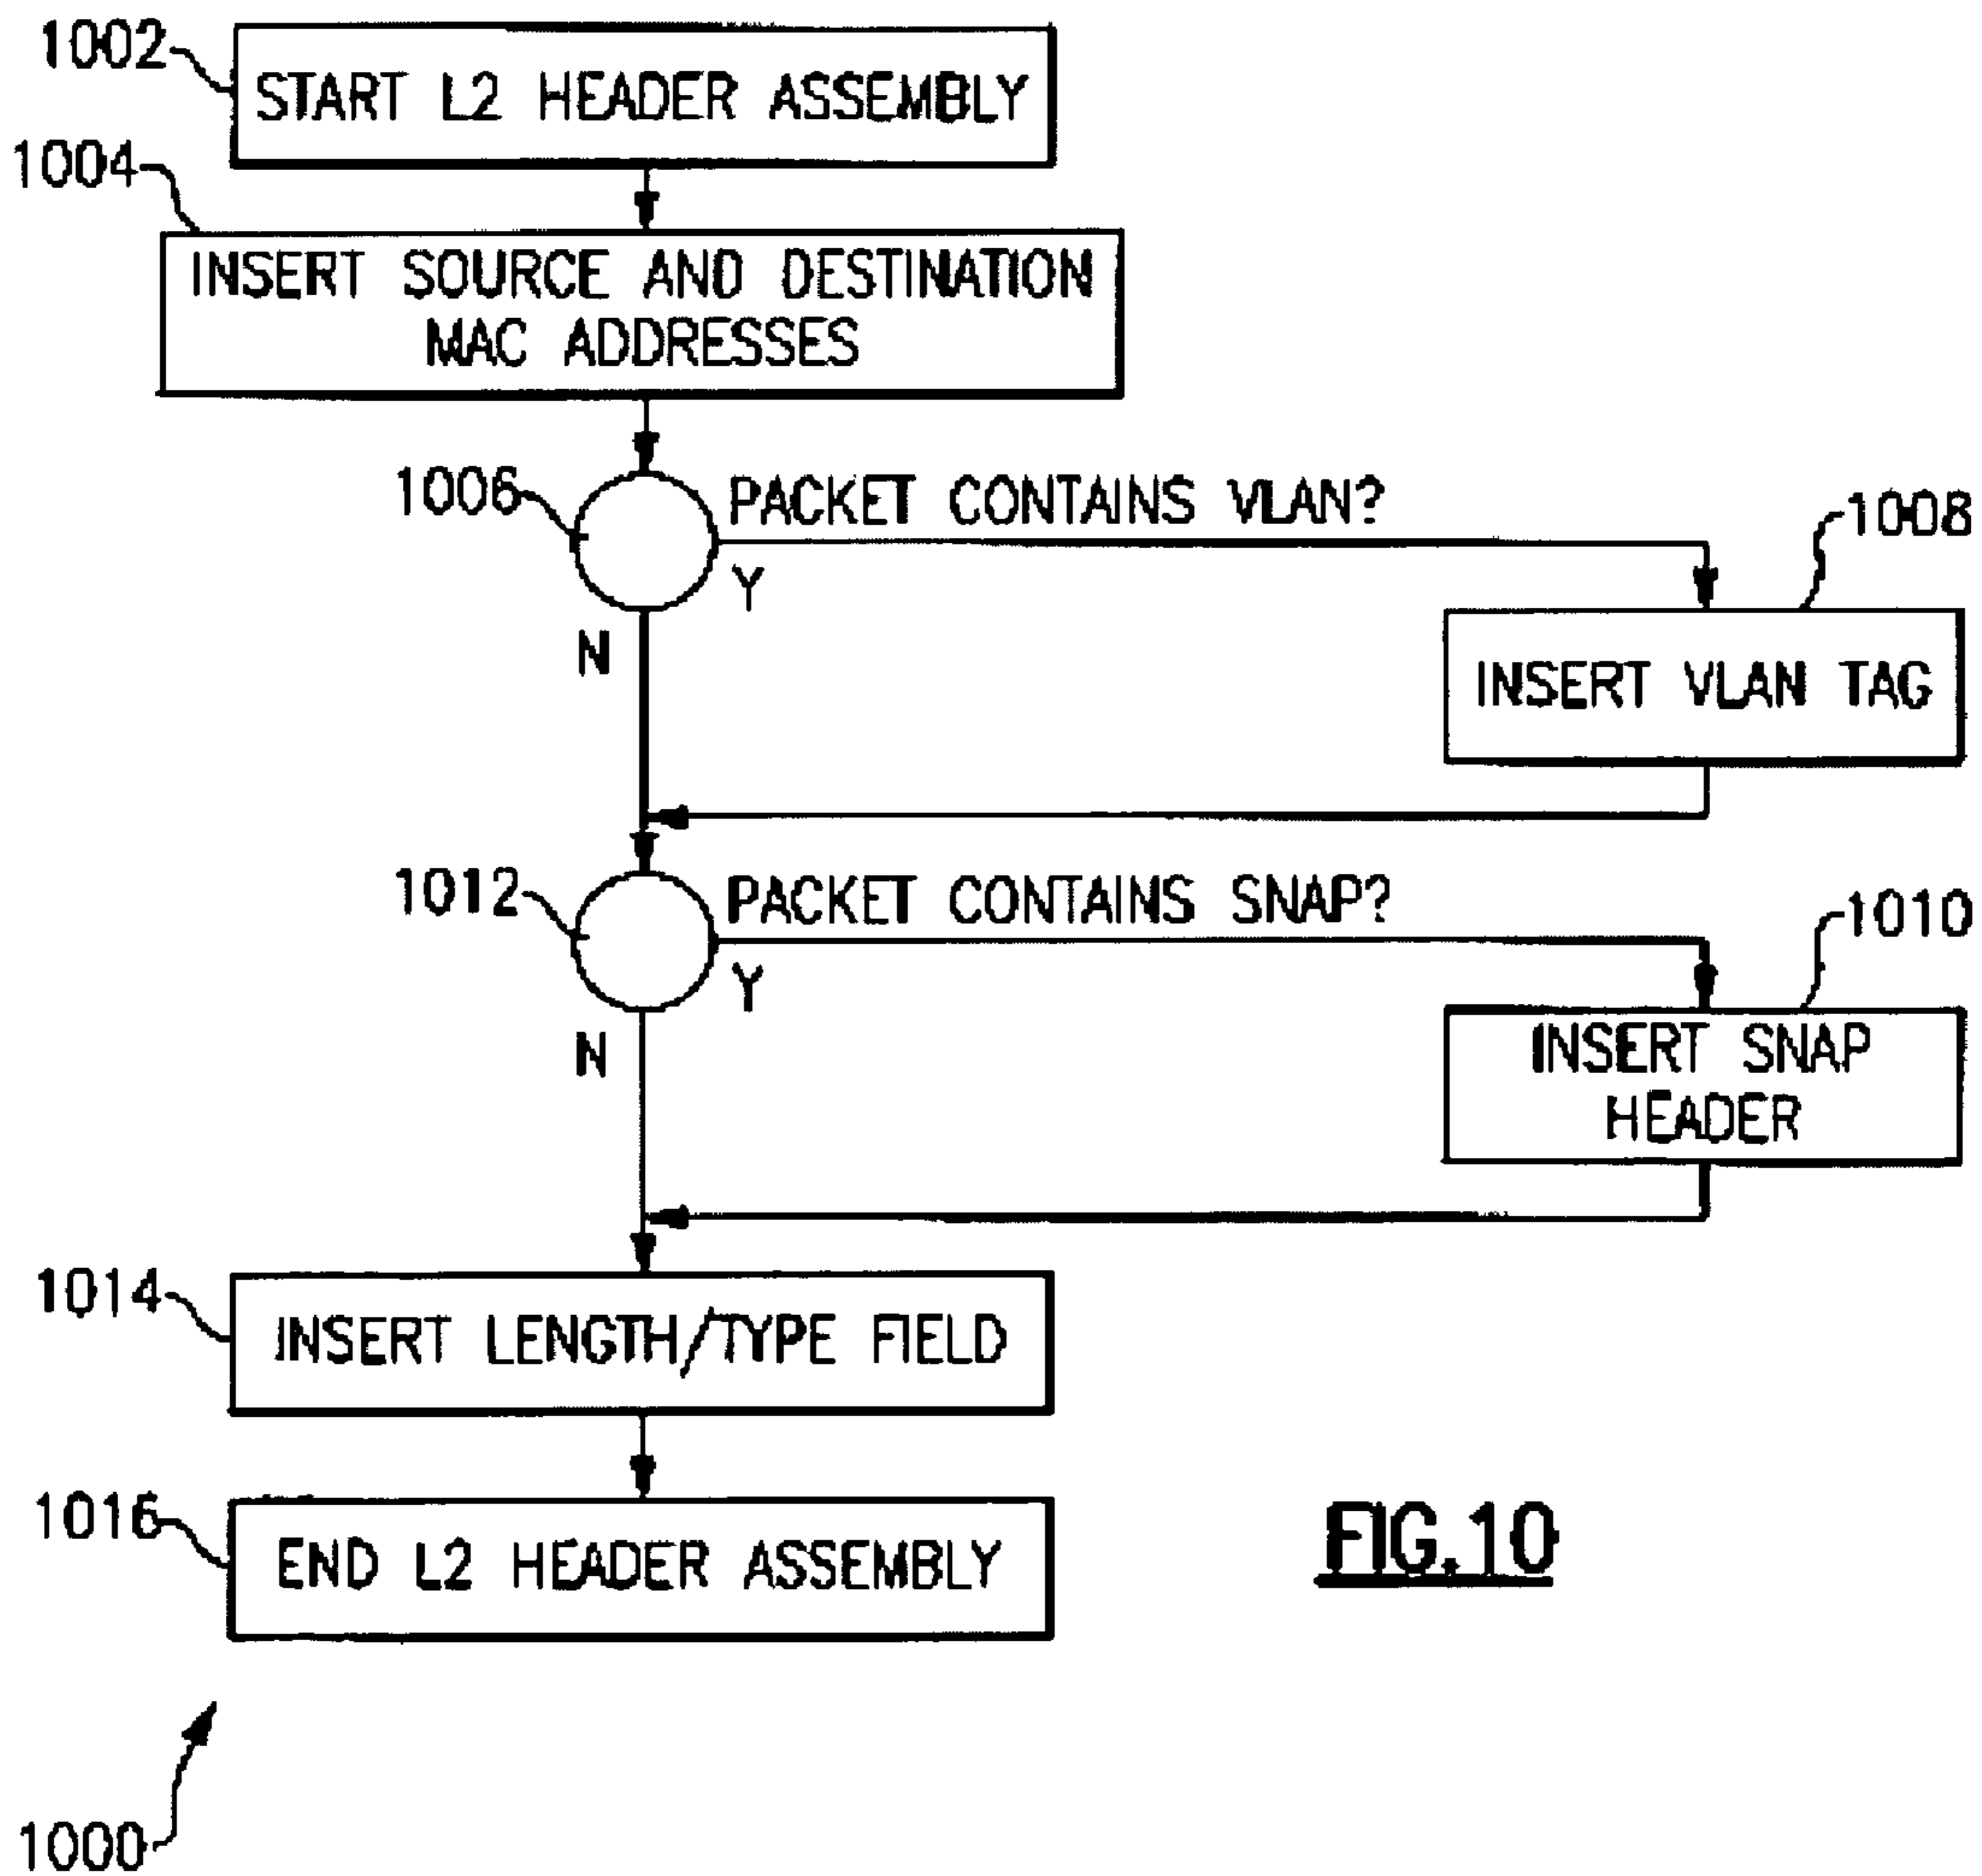 1002
START L2 HEADER ASSEMBLY
1004
INSERT SOURCE AND DESTINATION
MAC ADDRESSES
1006
PACKET CONTAINS VLAN?
1008
Y
N
INSERT VLAN TAG
1012
PACKET CONTAINS SNAP?
1010
Y
N
INSERT SNAP
HEADER
1014
INSERT LENGTH/TYPE FIELD
1016
END L2 HEADER ASSEMBLY
FIG.10
1000